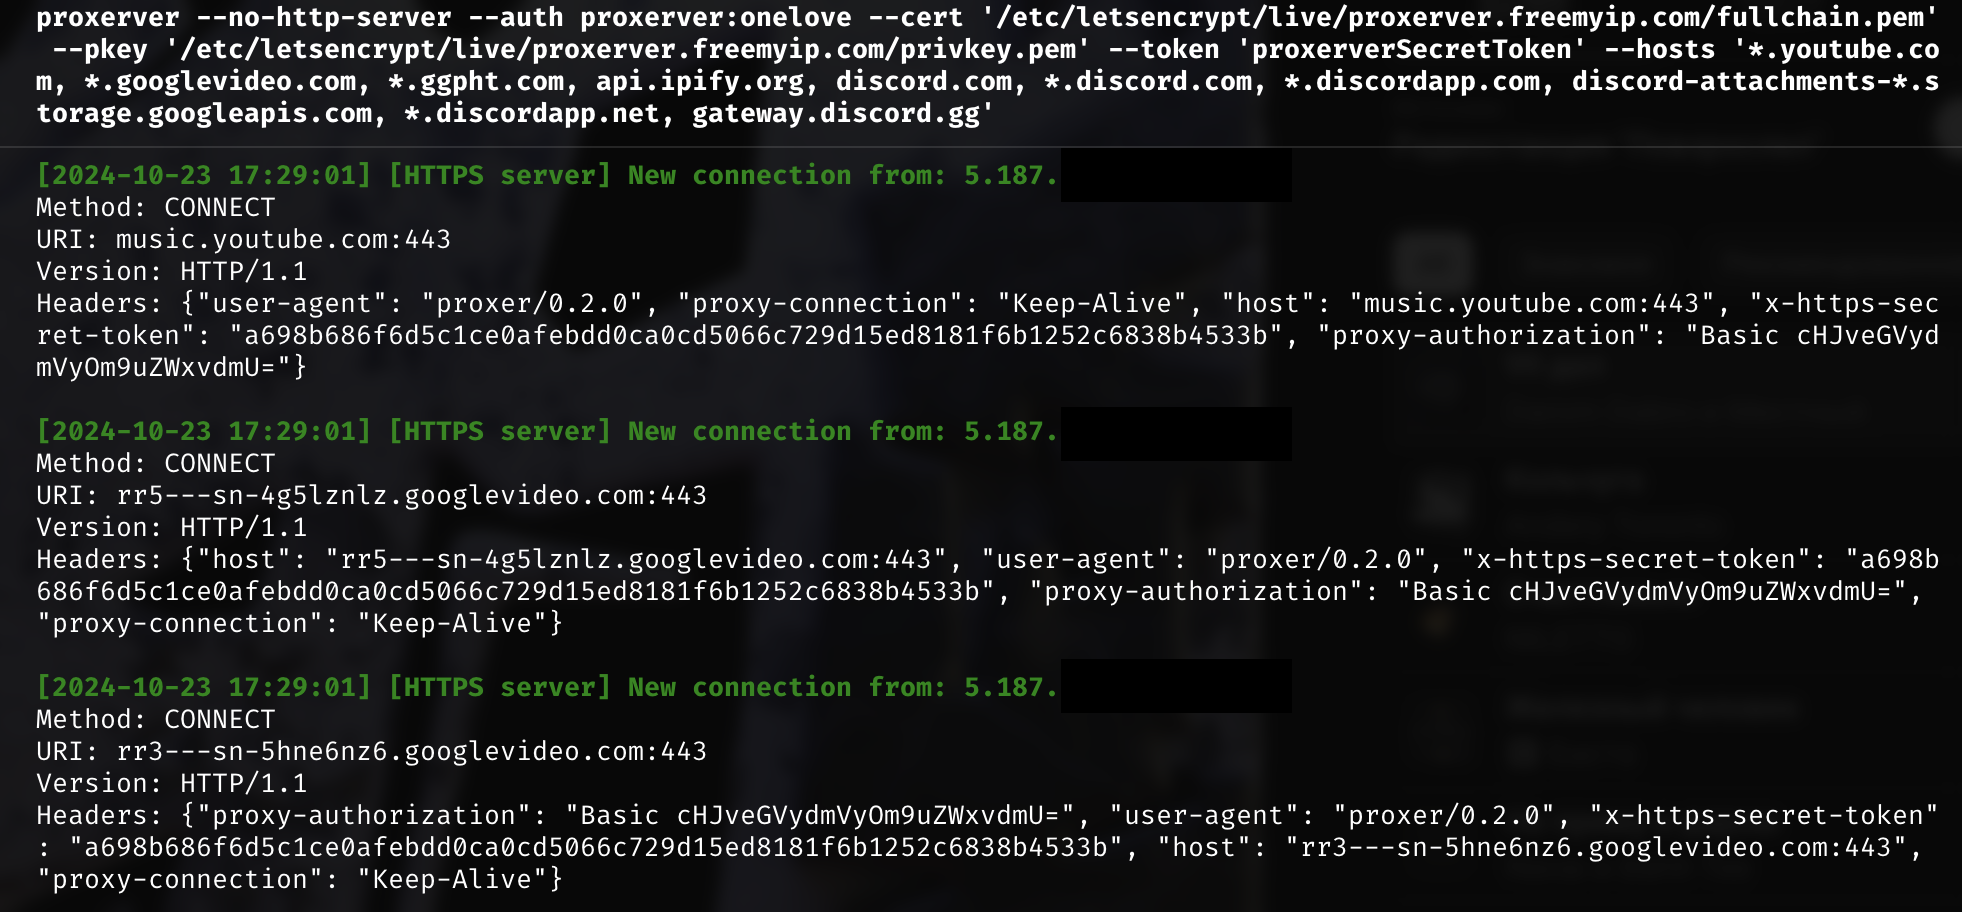 proxerver --no-http-server --auth proxerver:onelove --cert '/etc/letsencrypt/live/proxerver.freemyip.com/fullchain.pem'
--pkey '/etc/letsencrypt/live/proxerver.freemyip.com/privkey.pem' --token 'proxerverSecretToken' --hosts '*.youtube.co
m, *.googlevideo.com, *.ggpht.com, api.ipify.org, discord.com, *.discord.com, *.discordapp.com, discord-attachments-*.s
torage.googleapis.com, *.discordapp.net, gateway.discord.gg'
[2024-10-23 17:29:01] [HTTPS server] New connection from: 5.187.
Method: CONNECT
URI: music.youtube.com:443
Version: HTTP/1.1
Headers: {"user-agent": "proxer/0.2.0", "proxy-connection": "Keep-Alive", "host": "music.youtube.com:443", "x-https-sec
ret-token": "a698b686f6d5c1ce0afebdd0ca0cd5066c729d15ed8181f6b1252c6838b4533b", "proxy-authorization": "Basic cHJveGVyd
mVyOm9uZWxvdmU="}
[2024-10-23 17:29:01] [HTTPS server] New connection from: 5.187.
Method: CONNECT
URI: rr5---sn-4g5lznlz.googlevideo.com:443
Version: HTTP/1.1
Headers: {"host": "rr5---sn-4g5lznlz.googlevideo.com:443", "user-agent": "proxer/0.2.0", "x-https-secret-token": "a698b
686f6d5c1ce0afebdd0ca0cd5066c729d15ed8181f6b1252c6838b4533b", "proxy-authorization": "Basic cHJveGVydmVyOm9uZWxvdmU=",
"proxy-connection": "Keep-Alive"}
[2024-10-23 17:29:01] [HTTPS server] New connection from: 5.187.
Method: CONNECT
URI: rr3---sn-5hne6nz6.googlevideo.com:443
Version: HTTP/1.1
Headers: {"proxy-authorization": "Basic cHJveGVydmVyOm9uZWxvdmU=", "user-agent": "proxer/0.2.0", "x-https-secret-token"
: "a698b686f6d5c1ce0afebdd0ca0cd5066c729d15ed8181f6b1252c6838b4533b", "host": "rr3---sn-5hne6nz6.googlevideo.com:443",
"proxy-connection": "Keep-Alive"}